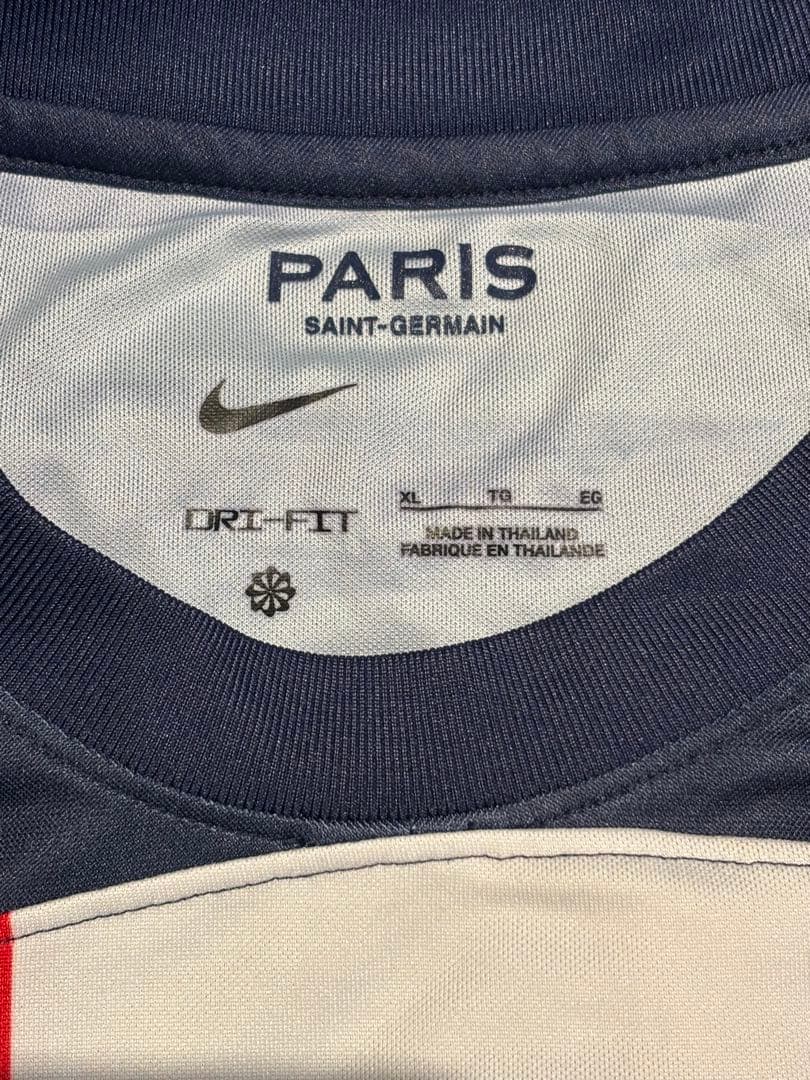 PARIS
SAINT-GERMAIN
DRI-FIT
XL TG EG
MADE IN THAILAND
FABRIQUE EN THAILANDE